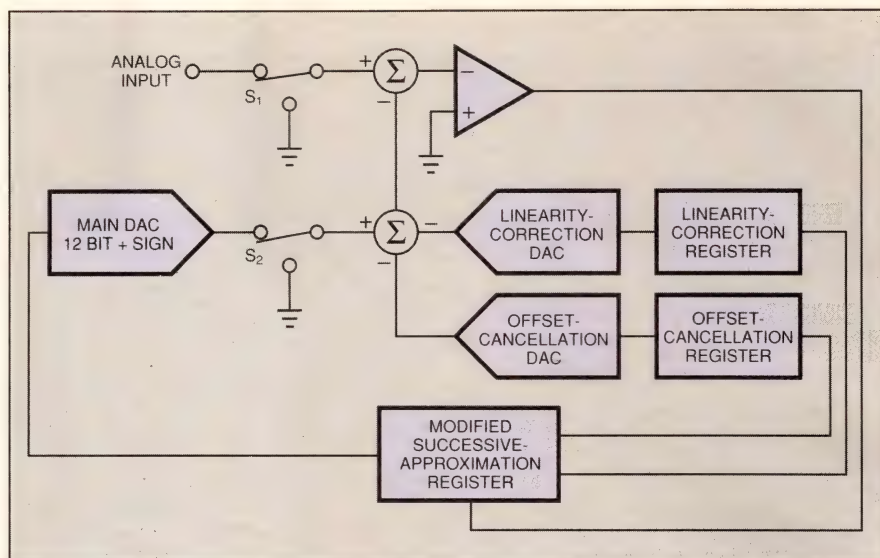 ANALOG
INPUT
S1
+
Σ
−
−
+
MAIN DAC
12 BIT + SIGN
S2
+
Σ
−
−
LINEARITY-
CORRECTION
DAC
LINEARITY-
CORRECTION
REGISTER
OFFSET-
CANCELLATION
DAC
OFFSET-
CANCELLATION
REGISTER
MODIFIED
SUCCESSIVE-
APPROXIMATION
REGISTER